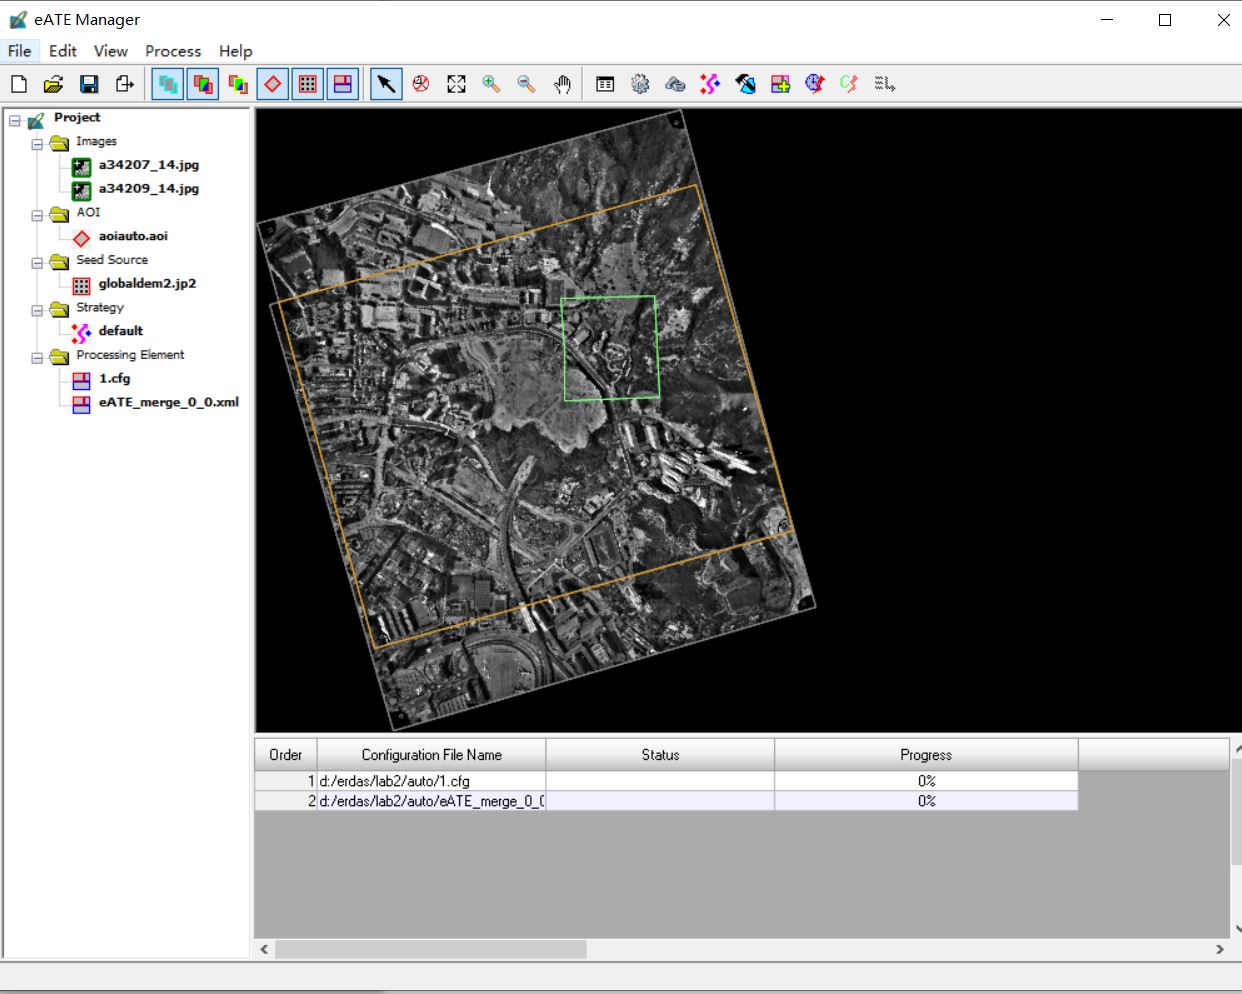 eATE Manager
File Edit View Process Help
Project
Images
a34207_14.jpg
a34209_14.jpg
AOI
aoiauto.aoi
Seed Source
globaldem2.jp2
Strategy
default
Processing Element
1.cfg
eATE_merge_0_0.xml
Order Configuration File Name Status Progress
1 d:/erdas/lab2/auto/1.cfg 0%
2 d:/erdas/lab2/auto/eATE_merge_0_0 0%